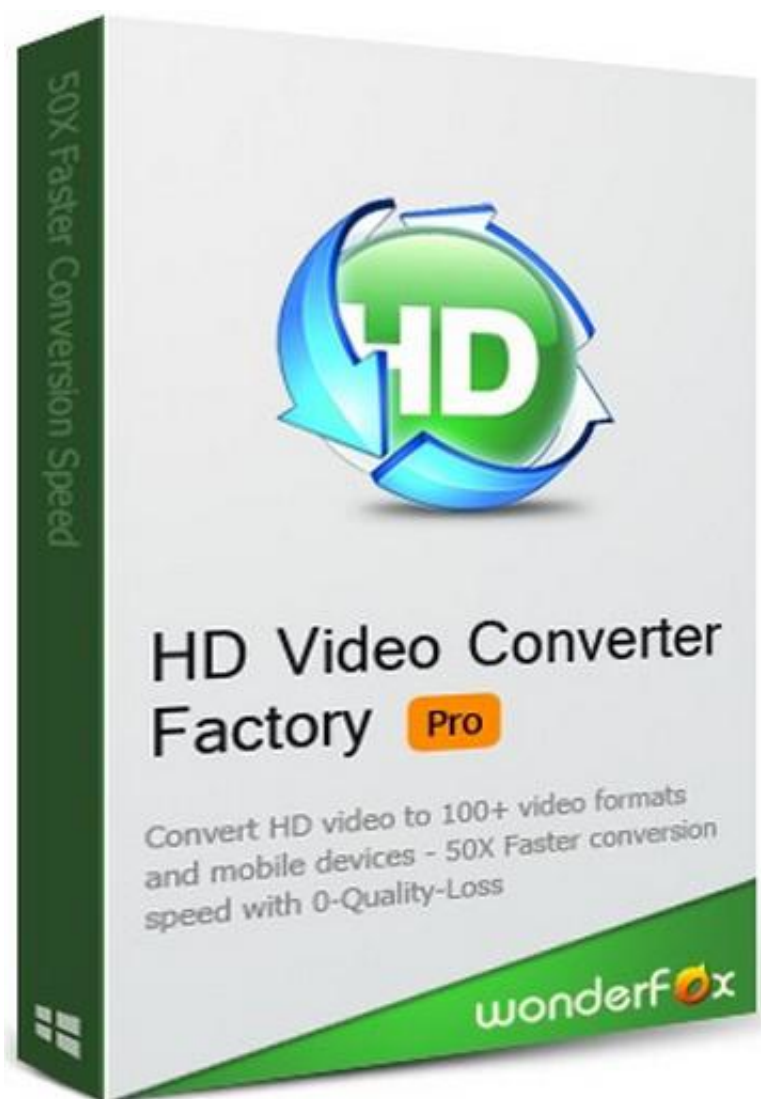 50X Faster Conversion Speed
HD
HD Video Converter
Factory Pro
Convert HD video to 100+ video formats
and mobile devices - 50X Faster conversion
speed with 0-Quality-Loss
wonderfox